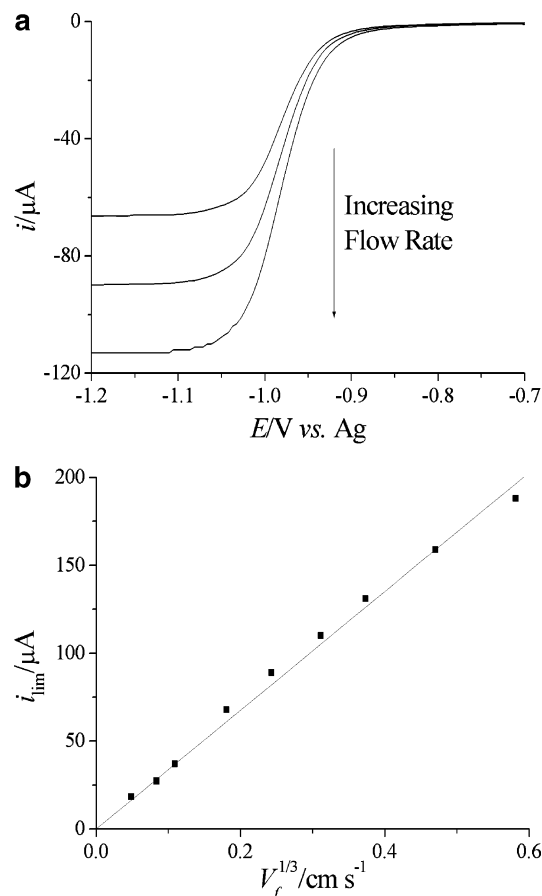 a
0
-40
-80
-120
i/μA
Increasing
Flow Rate
-1.2 -1.1 -1.0 -0.9 -0.8 -0.7
E/V vs. Ag
b
200
150
100
50
0
i_lim/μA
0.0 0.2 0.4 0.6
V_f^1/3/cm s^-1